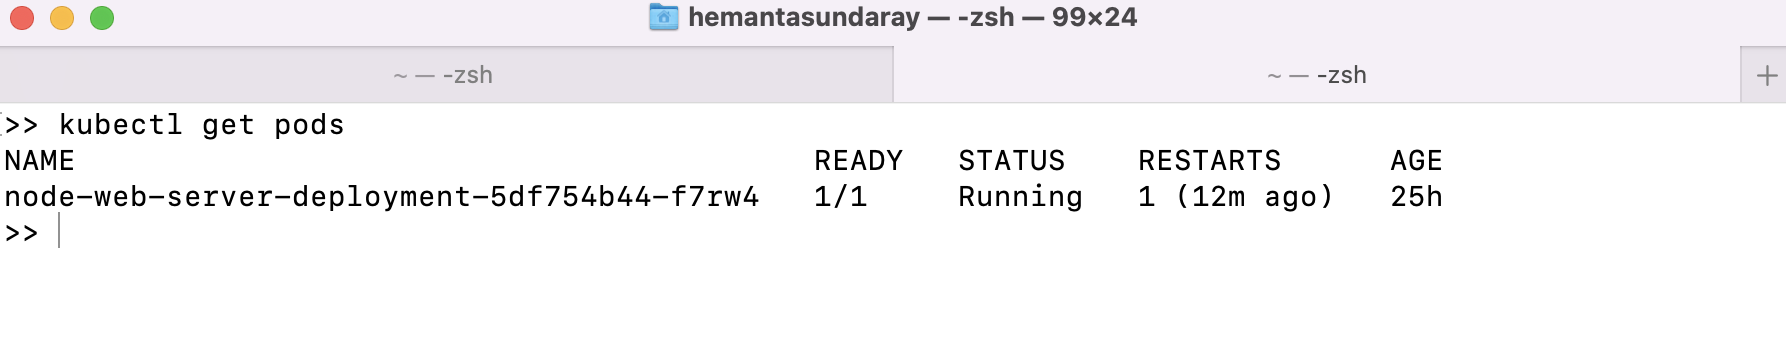 hemantasundaray — -zsh — 99×24
~ — -zsh ~ — -zsh +
>> kubectl get pods
NAME READY STATUS RESTARTS AGE
node-web-server-deployment-5df754b44-f7rw4 1/1 Running 1 (12m ago) 25h
>>